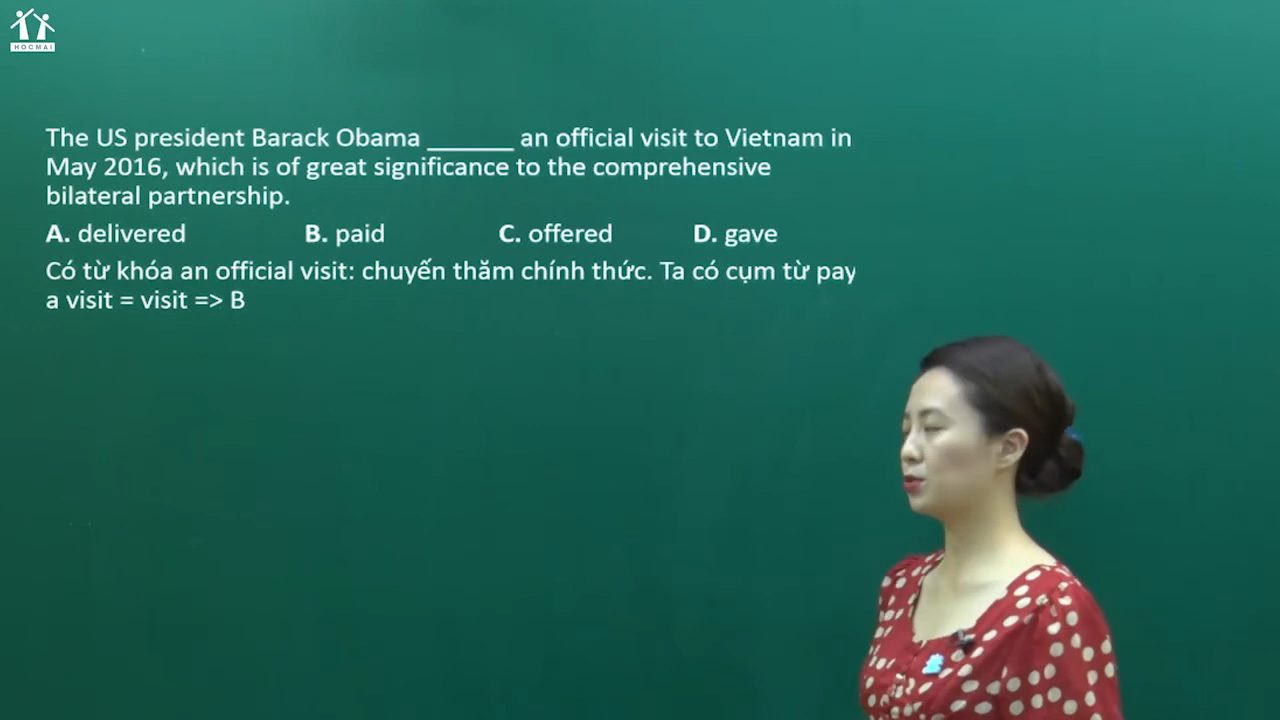 HOCMAI
The US president Barack Obama ______ an official visit to Vietnam in
May 2016, which is of great significance to the comprehensive
bilateral partnership.
A. delivered B. paid C. offered D. gave
Có từ khóa an official visit: chuyến thăm chính thức. Ta có cụm từ pay
a visit = visit => B